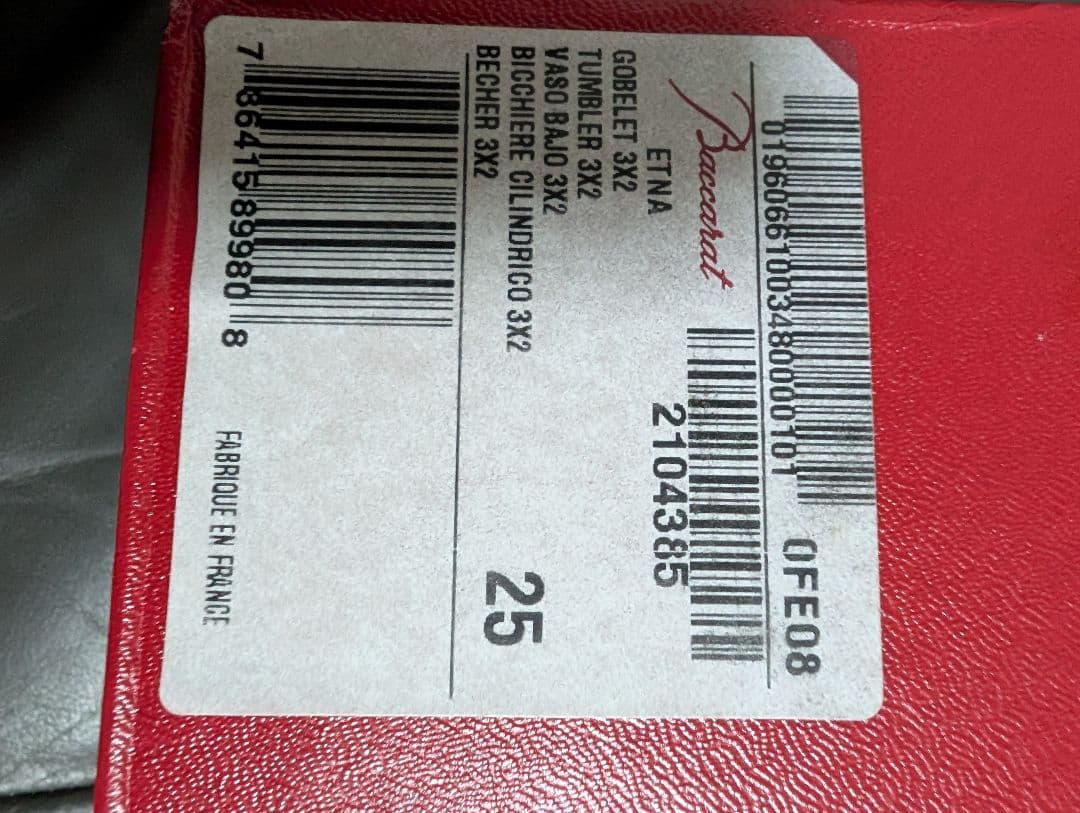 01960661003480000101
0FE08
Baccarat
ETNA
2104385
GOBELET 3X2
TUMBLER 3X2
VASO BAJO 3X2
BICCHIERE CILINDRICO 3X2
BECHER 3X2
25
7 86415 89980 8
FABRIQUE EN FRANCE